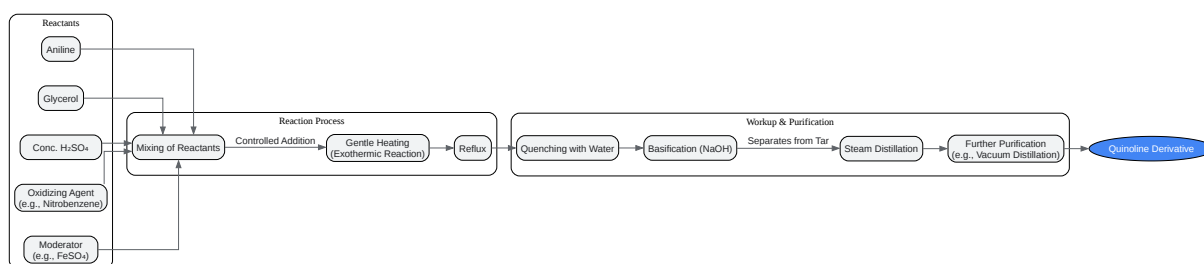 Reactants
Aniline
Glycerol
Conc. H₂SO₄
Oxidizing Agent
(e.g., Nitrobenzene)
Moderator
(e.g., FeSO₄)
Reaction Process
Mixing of Reactants
Controlled Addition
Gentle Heating
(Exothermic Reaction)
Reflux
Workup & Purification
Quenching with Water
Basification (NaOH)
Separates from Tar
Steam Distillation
Further Purification
(e.g., Vacuum Distillation)
Quinoline Derivative